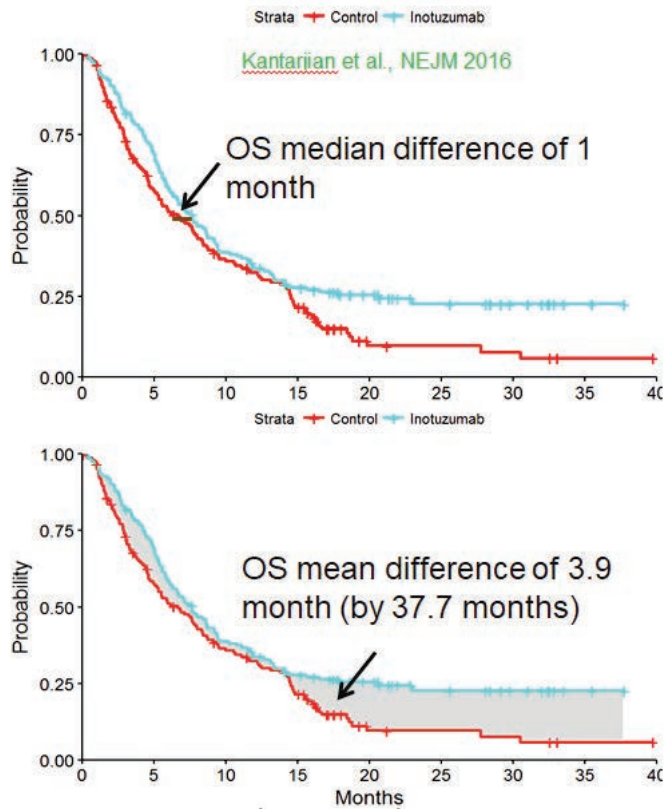 Strata Control Inotuzumab
Kantarjian et al., NEJM 2016
1.00
0.75
0.50
0.25
0.00
Probability
OS median difference of 1
month
0 5 10 15 20 25 30 35 40
Strata Control Inotuzumab
1.00
0.75
0.50
0.25
0.00
Probability
OS mean difference of 3.9
month (by 37.7 months)
0 5 10 15 20 25 30 35 40
Months